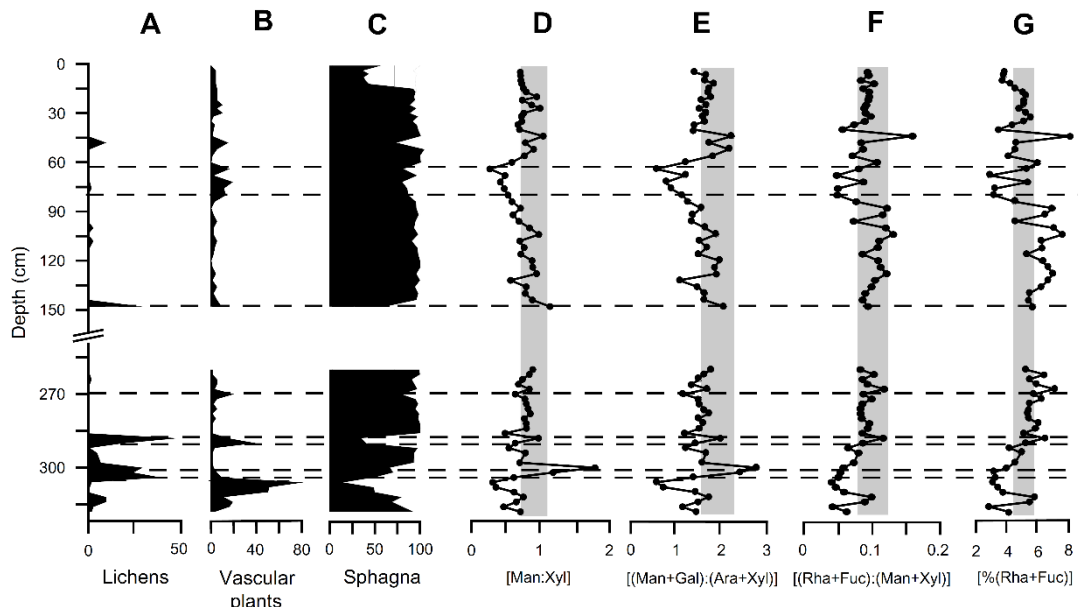 A B C D E F G
0
30
60
90
120
150
270
300
Depth (cm)
0 50 0 40 80 0 50 100 0 1 2 0 1 2 3 0 0.1 0.2 2 4 6 8
Lichens Vascular plants Sphagna [Man:Xyl] [(Man+Gal):(Ara+Xyl)] [(Rha+Fuc):(Man+Xyl)] [%(Rha+Fuc)]